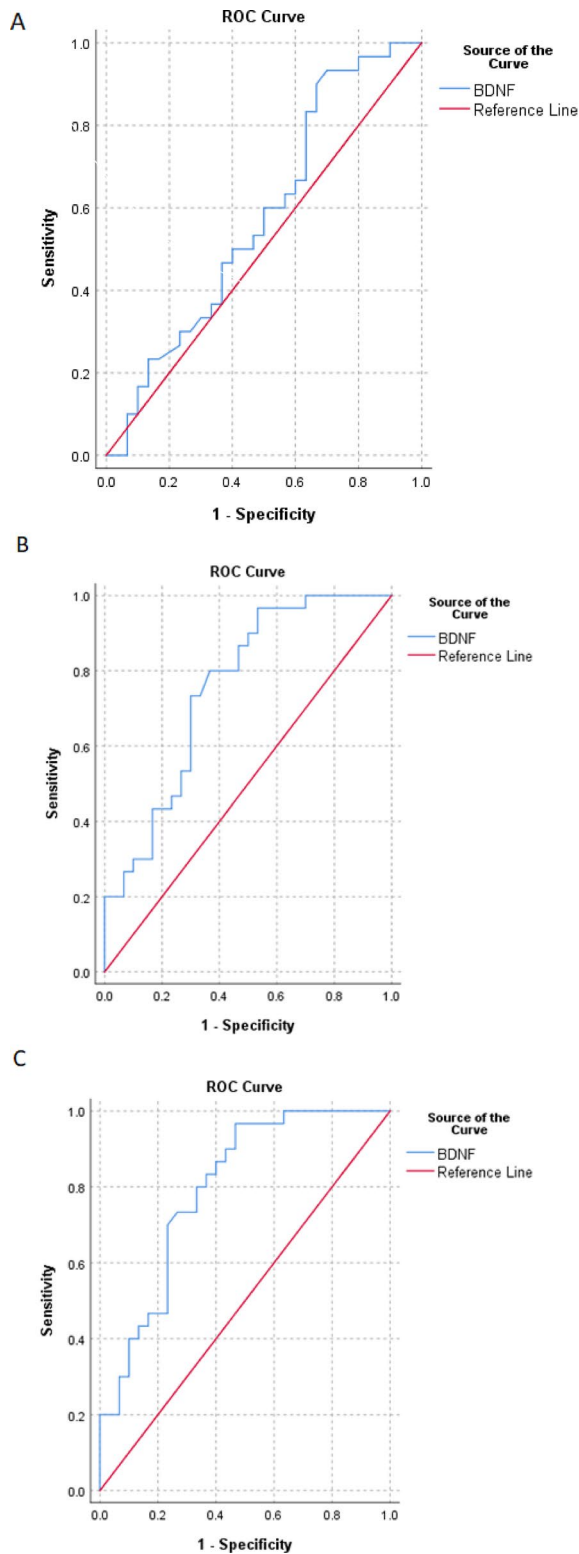 A
ROC Curve
1.0
0.8
0.6
0.4
0.2
0.0
Sensitivity
0.0 0.2 0.4 0.6 0.8 1.0
1 - Specificity
Source of the
Curve
BDNF
Reference Line
B
ROC Curve
1.0
0.8
0.6
0.4
0.2
0.0
Sensitivity
0.0 0.2 0.4 0.6 0.8 1.0
1 - Specificity
Source of the
Curve
BDNF
Reference Line
C
ROC Curve
1.0
0.8
0.6
0.4
0.2
0.0
Sensitivity
0.0 0.2 0.4 0.6 0.8 1.0
1 - Specificity
Source of the
Curve
BDNF
Reference Line